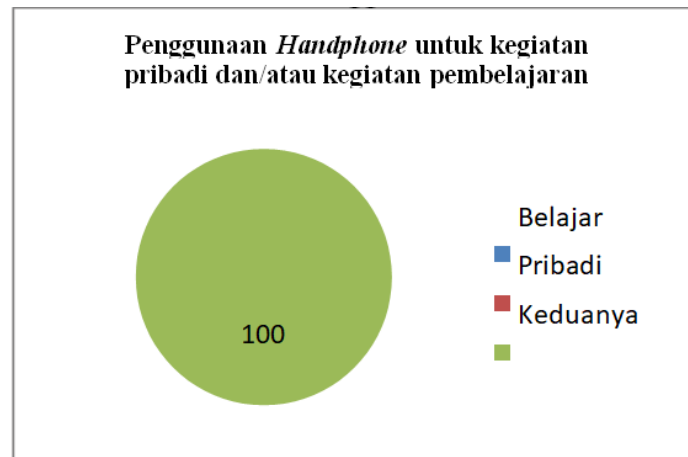 Penggunaan Handphone untuk kegiatan
pribadi dan/atau kegiatan pembelajaran
100
Belajar
Pribadi
Keduanya